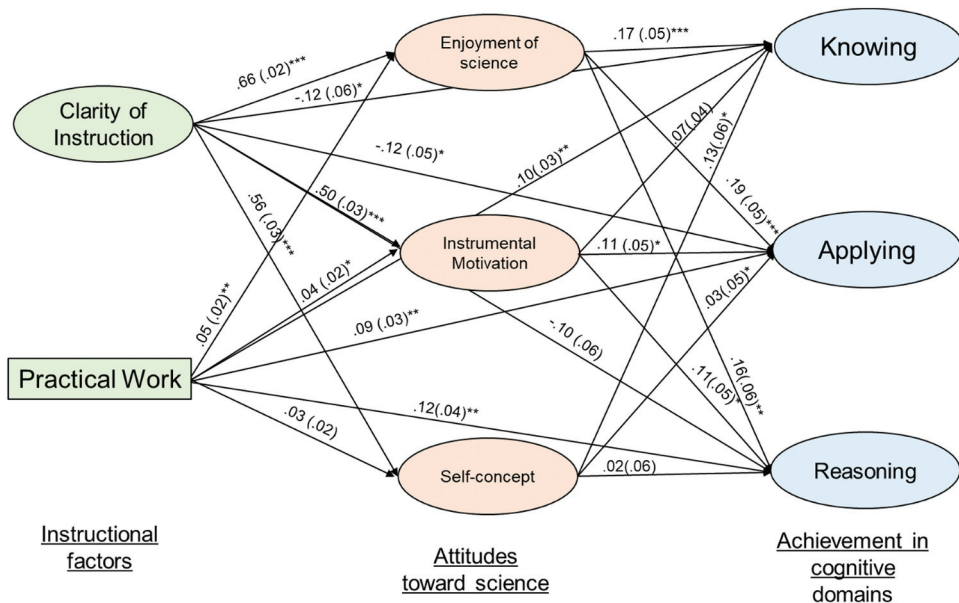 Enjoyment of
science
.17 (.05)***
Knowing
.66 (.02)***
-.12 (.06)*
Clarity of
Instruction
.07(.04)
.13(.06)*
-.12 (.05)*
.10(.03)**
.50 (.03)***
.56 (.03)***
.19 (.05)***
Instrumental
Motivation
.11 (.05)*
Applying
.04 (.02)*
.03(.05)*
.05 (.02)**
.09 (.03)**
-.10 (.06)
Practical Work
.11(.05)*
.16(.06)**
.03 (.02)
.12(.04)**
Self-concept
.02(.06)
Reasoning
Instructional
factors
Attitudes
toward science
Achievement in
cognitive
domains